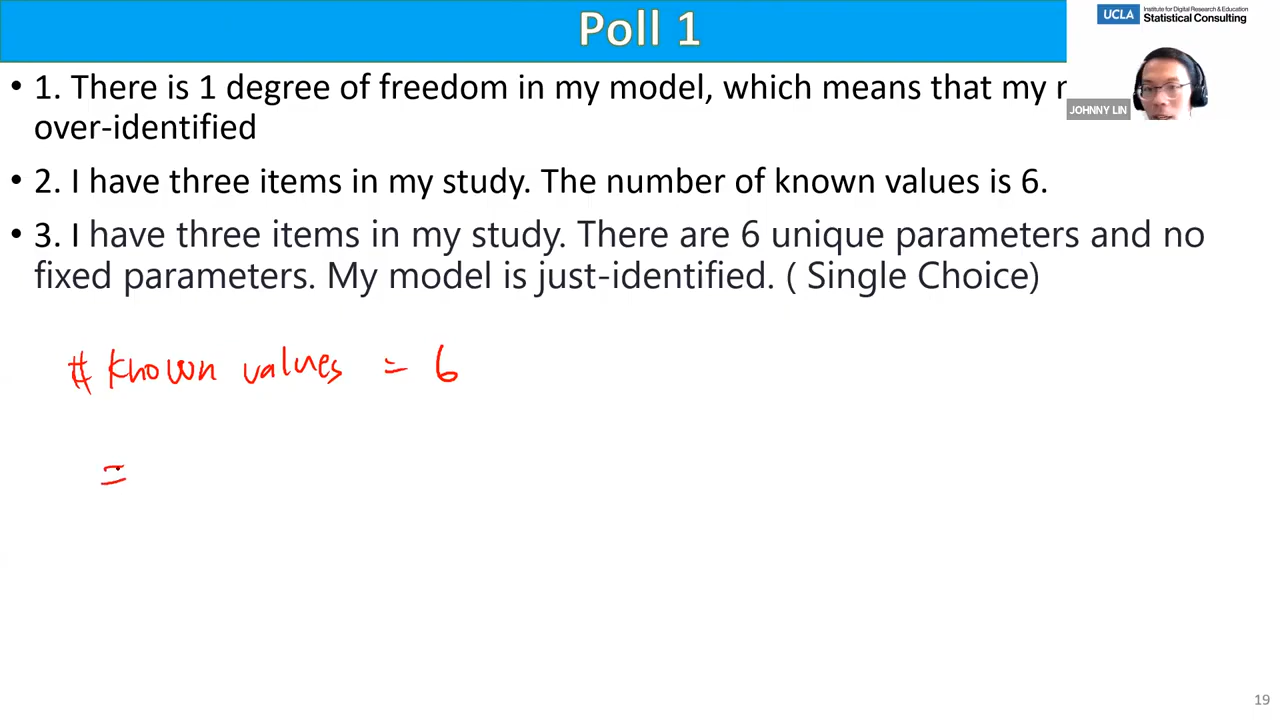 Poll 1
UCLA Institute for Digital Research & Education
Statistical Consulting
• 1. There is 1 degree of freedom in my model, which means that my
over-identified
JOHNNY LIN
• 2. I have three items in my study. The number of known values is 6.
• 3. I have three items in my study. There are 6 unique parameters and no
fixed parameters. My model is just-identified. ( Single Choice)
# known values = 6
=
19